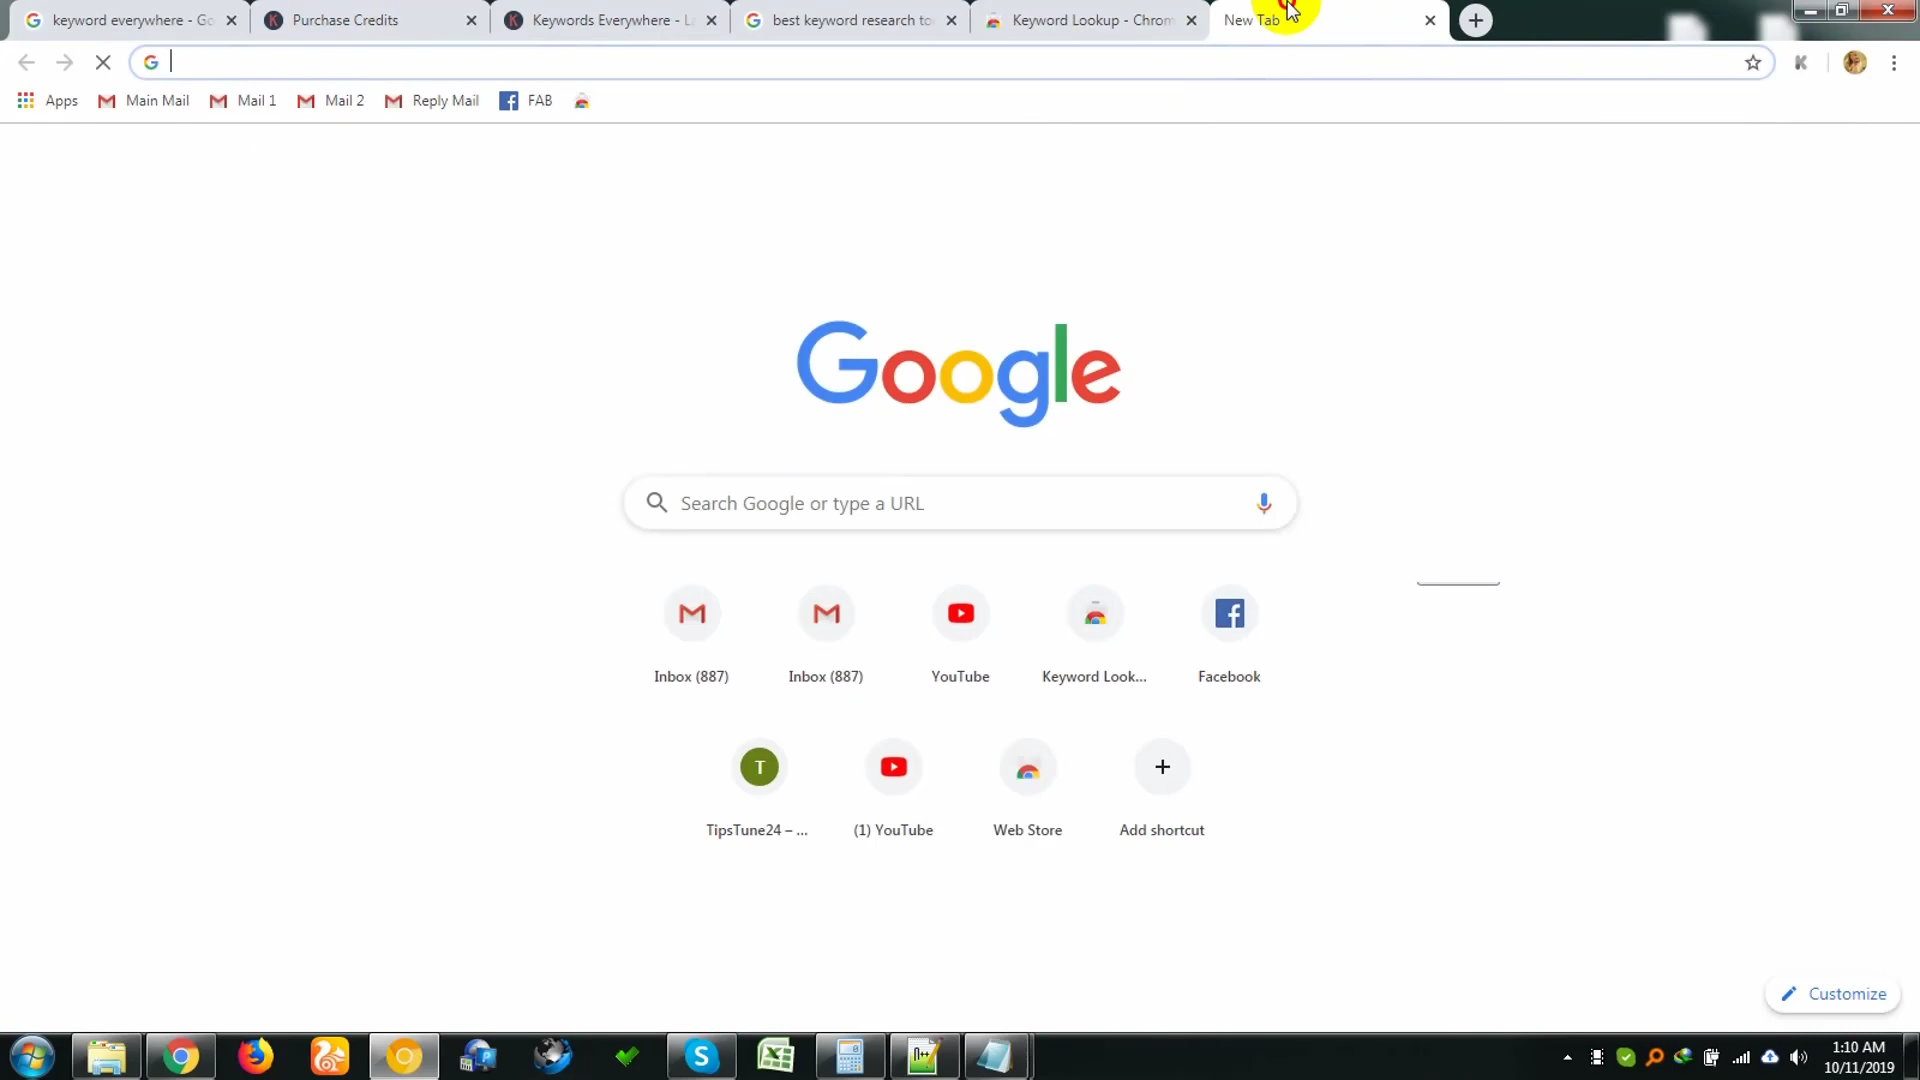 keyword everywhere - Go
Purchase Credits
Keywords Everywhere - L
best keyword research to
Keyword Lookup - Chrom
New Tab
Apps
Main Mail
Mail 1
Mail 2
Reply Mail
FAB
Google
Search Google or type a URL
Inbox (887)
Inbox (887)
YouTube
Keyword Look...
Facebook
T
TipsTune24 – ...
(1) YouTube
Web Store
Add shortcut
Customize
1:10 AM
10/11/2019